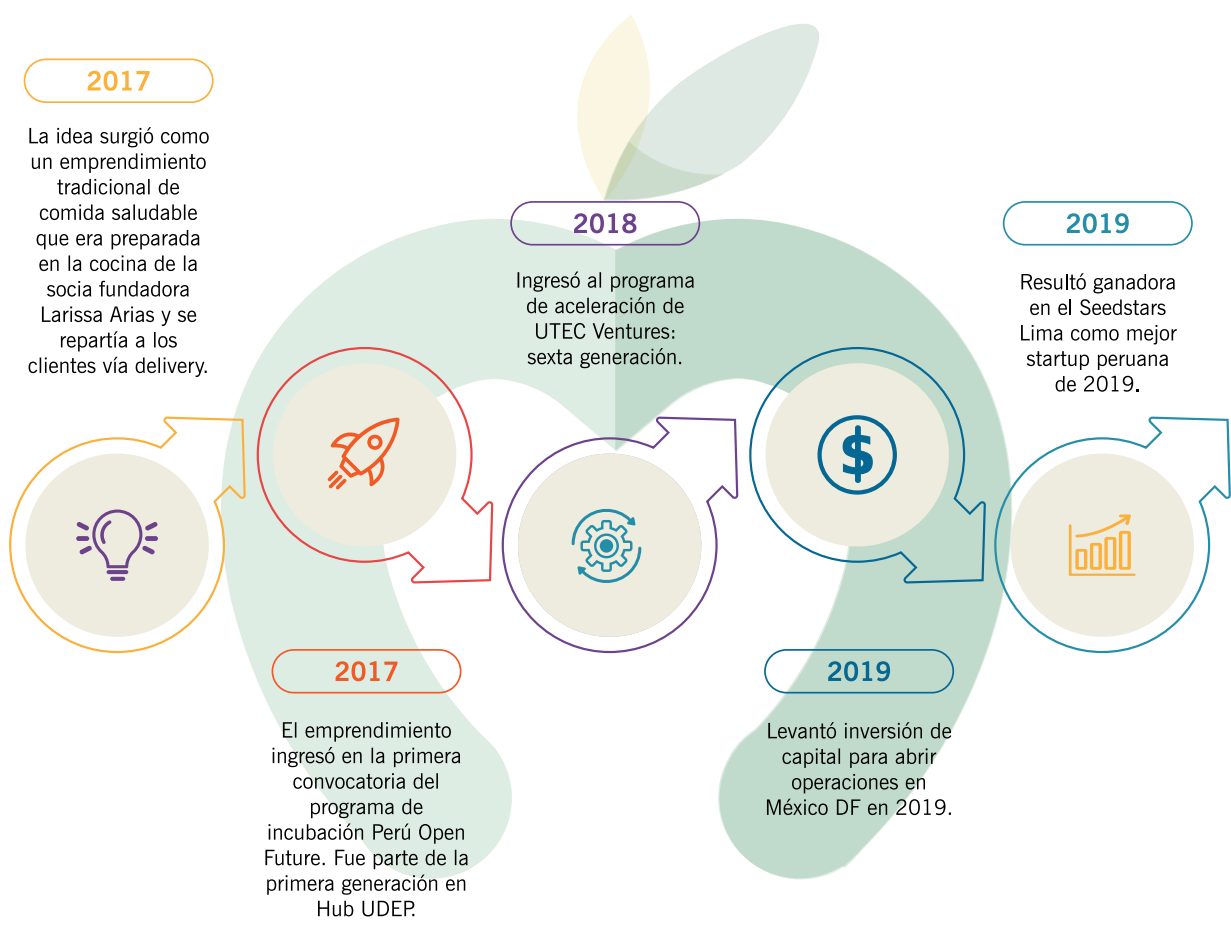 2017
La idea surgió como
un emprendimiento
tradicional de
comida saludable
que era preparada
en la cocina de la
socia fundadora
Larissa Arias y se
repartía a los
clientes vía delivery.
2017
El emprendimiento
ingresó en la primera
convocatoria del
programa de
incubación Perú Open
Future. Fue parte de la
primera generación en
Hub UDEP.
2018
Ingresó al programa
de aceleración de
UTEC Ventures:
sexta generación.
$
2019
Levantó inversión de
capital para abrir
operaciones en
México DF en 2019.
2019
Resultó ganadora
en el Seedstars
Lima como mejor
startup peruana
de 2019.